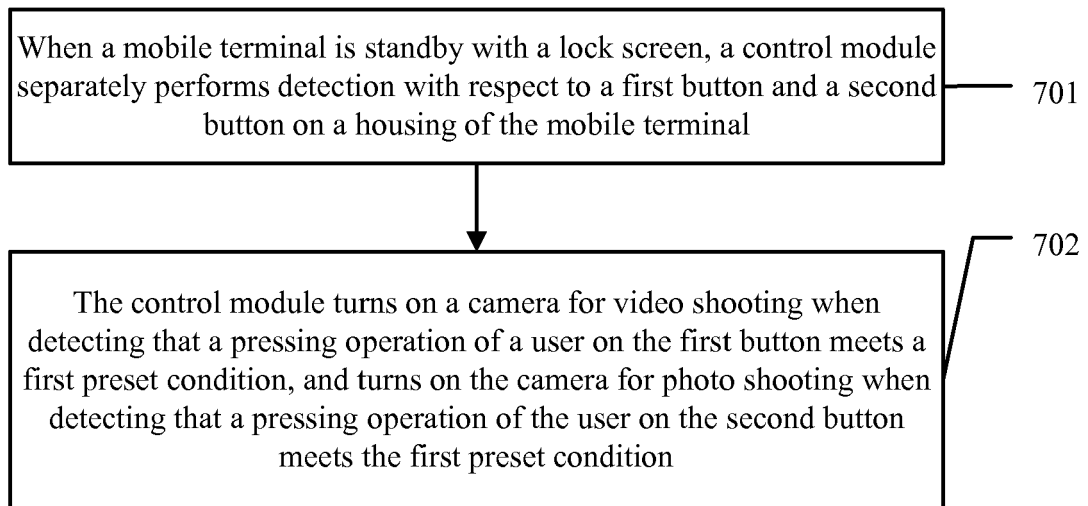 When a mobile terminal is standby with a lock screen, a control module
separately performs detection with respect to a first button and a second
button on a housing of the mobile terminal
701
702
The control module turns on a camera for video shooting when
detecting that a pressing operation of a user on the first button meets a
first preset condition, and turns on the camera for photo shooting when
detecting that a pressing operation of the user on the second button
meets the first preset condition